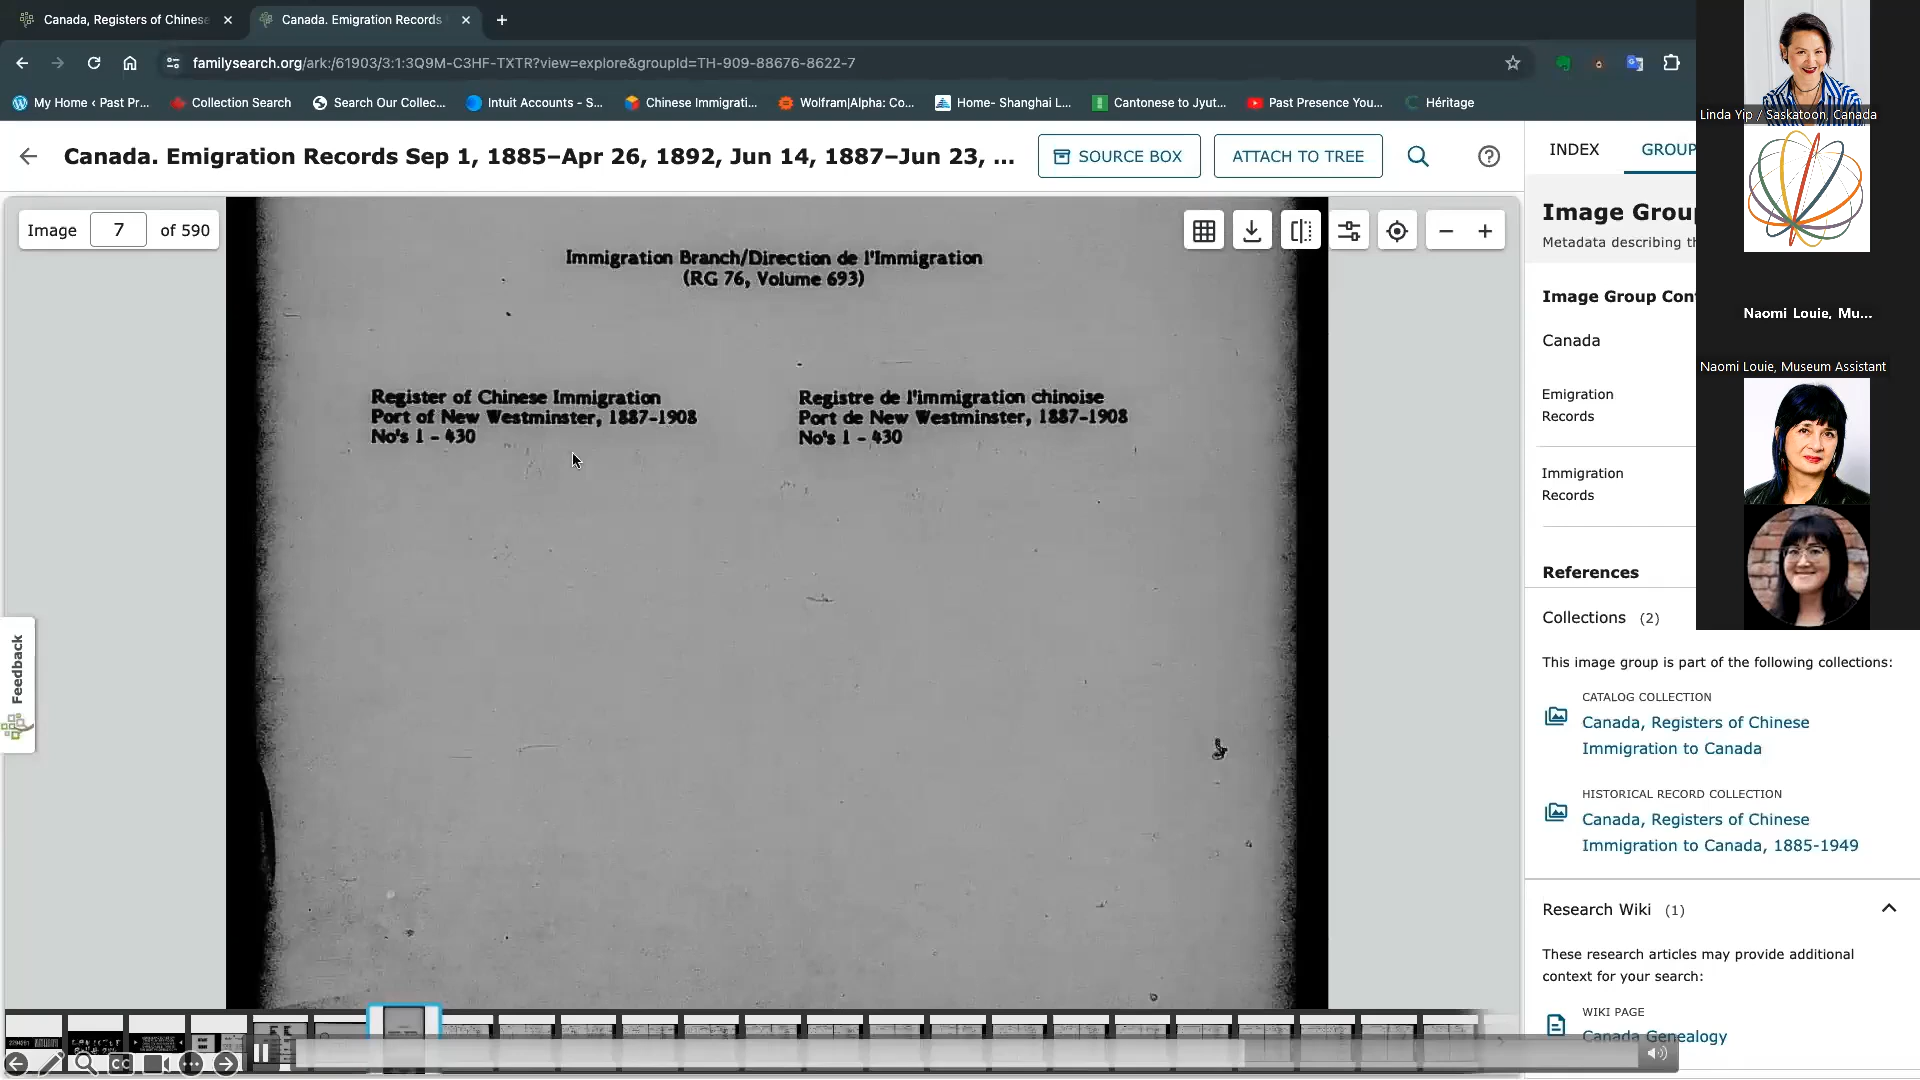 Canada, Registers of Chinese
Canada. Emigration Records
familysearch.org/ark:/61903/3:1:3Q9M-C3HF-TXTR?view=explore&groupId=TH-909-88676-8622-7
My Home ‹ Past Pr...
Collection Search
Search Our Collec...
Intuit Accounts - S...
Chinese Immigrati...
Wolfram|Alpha: Co...
Home- Shanghai L...
Cantonese to Jyut...
Past Presence You...
Héritage
Canada. Emigration Records Sep 1, 1885–Apr 26, 1892, Jun 14, 1887–Jun 23, ...
SOURCE BOX
ATTACH TO TREE
Image 7 of 590
Immigration Branch/Direction de l'Immigration
(RG 76, Volume 693)
Register of Chinese Immigration
Port of New Westminster, 1887-1908
No's 1 - 430
Registre de l'immigration chinoise
Port de New Westminster, 1887-1908
No's 1 - 430
Feedback
INDEX
GROUP
Image Grou
Metadata describing th
Image Group Con
Canada
Emigration
Records
Immigration
Records
References
Collections (2)
This image group is part of the following collections:
CATALOG COLLECTION
Canada, Registers of Chinese
Immigration to Canada
HISTORICAL RECORD COLLECTION
Canada, Registers of Chinese
Immigration to Canada, 1885-1949
Research Wiki (1)
These research articles may provide additional
context for your search:
WIKI PAGE
Canada Genealogy
Linda Yip / Saskatoon, Canada
Naomi Louie, Mu...
Naomi Louie, Museum Assistant
CC